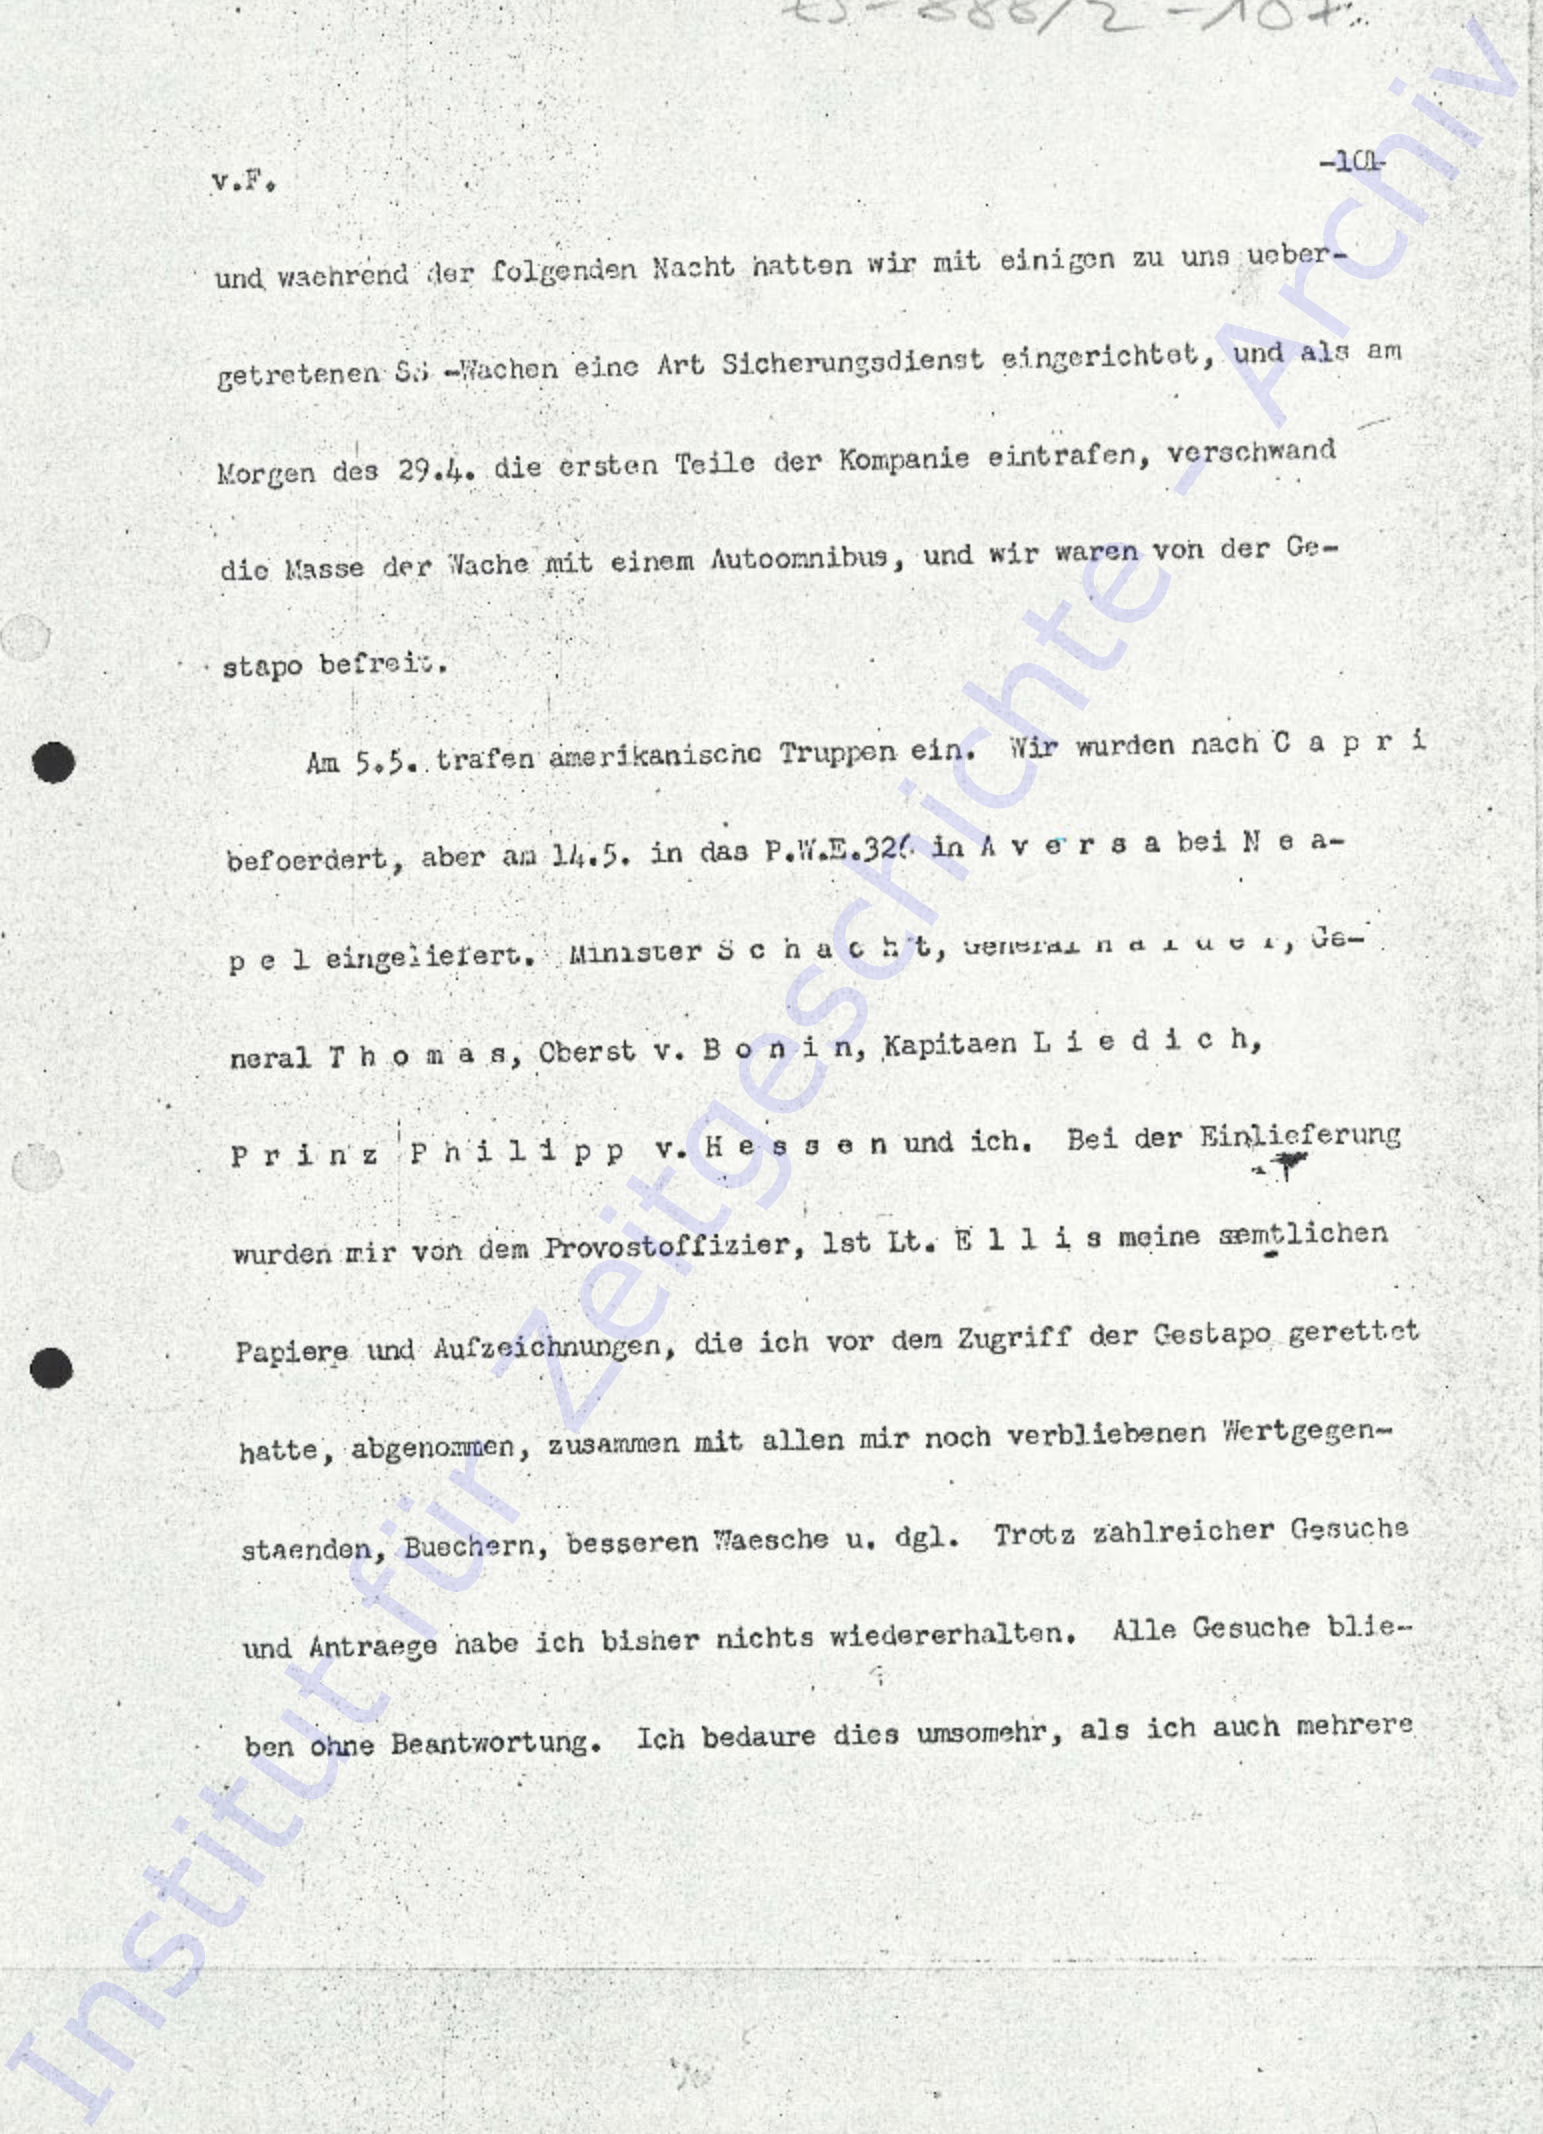 v.F.
-101-
und waehrend der folgenden Nacht hatten wir mit einigen zu uns ueber-
getretenen SS -Wachen eine Art Sicherungsdienst eingerichtet, und als am
Morgen des 29.4. die ersten Teile der Kompanie eintrafen, verschwand
die Masse der Wache mit einem Autoomnibus, und wir waren von der Ge-
stapo befreit.
Am 5.5. trafen amerikanische Truppen ein. Wir wurden nach C a p r i
befoerdert, aber am 14.5. in das P.W.E.326 in A v e r s a bei N e a-
p e l eingeliefert. Minister S c h a c h t, General H a l d e r, Ge-
neral T h o m a s, Oberst v. B o n i n, Kapitaen L i e d i c h,
P r i n z P h i l i p p v. H e s s e n und ich. Bei der Einlieferung
wurden mir von dem Provostoffizier, 1st Lt. E l l i s meine saemtlichen
Papiere und Aufzeichnungen, die ich vor dem Zugriff der Gestapo gerettet
hatte, abgenommen, zusammen mit allen mir noch verbliebenen Wertgegen-
staenden, Buechern, besseren Waesche u. dgl. Trotz zahlreicher Gesuche
und Antraege habe ich bisher nichts wiedererhalten. Alle Gesuche blie-
ben ohne Beantwortung. Ich bedaure dies umsomehr, als ich auch mehrere
Institut für Zeitgeschichte - Archiv